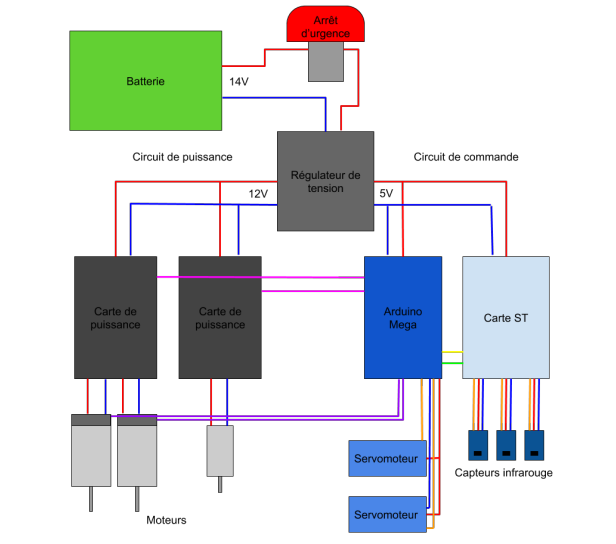 Arrêt
d'urgence
Batterie
14V
Circuit de puissance
Circuit de commande
Régulateur de
tension
12V
5V
Carte de
puissance
Carte de
puissance
Arduino
Mega
Carte ST
Servomoteur
Capteurs infrarouge
Servomoteur
Moteurs